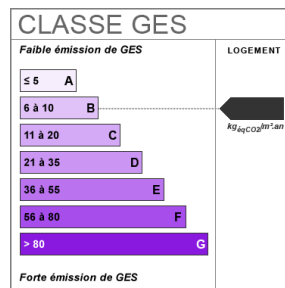 CLASSE GES
Faible émission de GES
LOGEMENT
≤ 5 A
6 à 10 B
kgéqCO2/m².an
11 à 20 C
21 à 35 D
36 à 55 E
56 à 80 F
> 80 G
Forte émission de GES